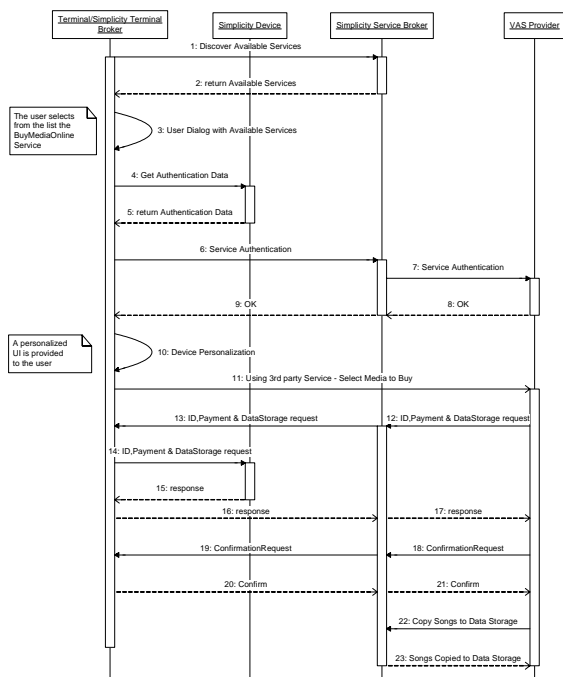 Terminal/Simplicity Terminal
Broker
Simplicity Device
Simplicity Service Broker
VAS Provider
1: Discover Available Services
2: return Available Services
The user selects
from the list the
BuyMediaOnline
Service
3: User Dialog with Available Services
4: Get Authentication Data
5: return Authentication Data
6: Service Authentication
7: Service Authentication
9: OK
8: OK
A personalized
UI is provided
to the user
10: Device Personalization
11: Using 3rd party Service - Select Media to Buy
13: ID,Payment & DataStorage request
12: ID,Payment & DataStorage request
14: ID,Payment & DataStorage request
15: response
16: response
17: response
19: ConfirmationRequest
18: ConfirmationRequest
20: Confirm
21: Confirm
22: Copy Songs to Data Storage
23: Songs Copied to Data Storage